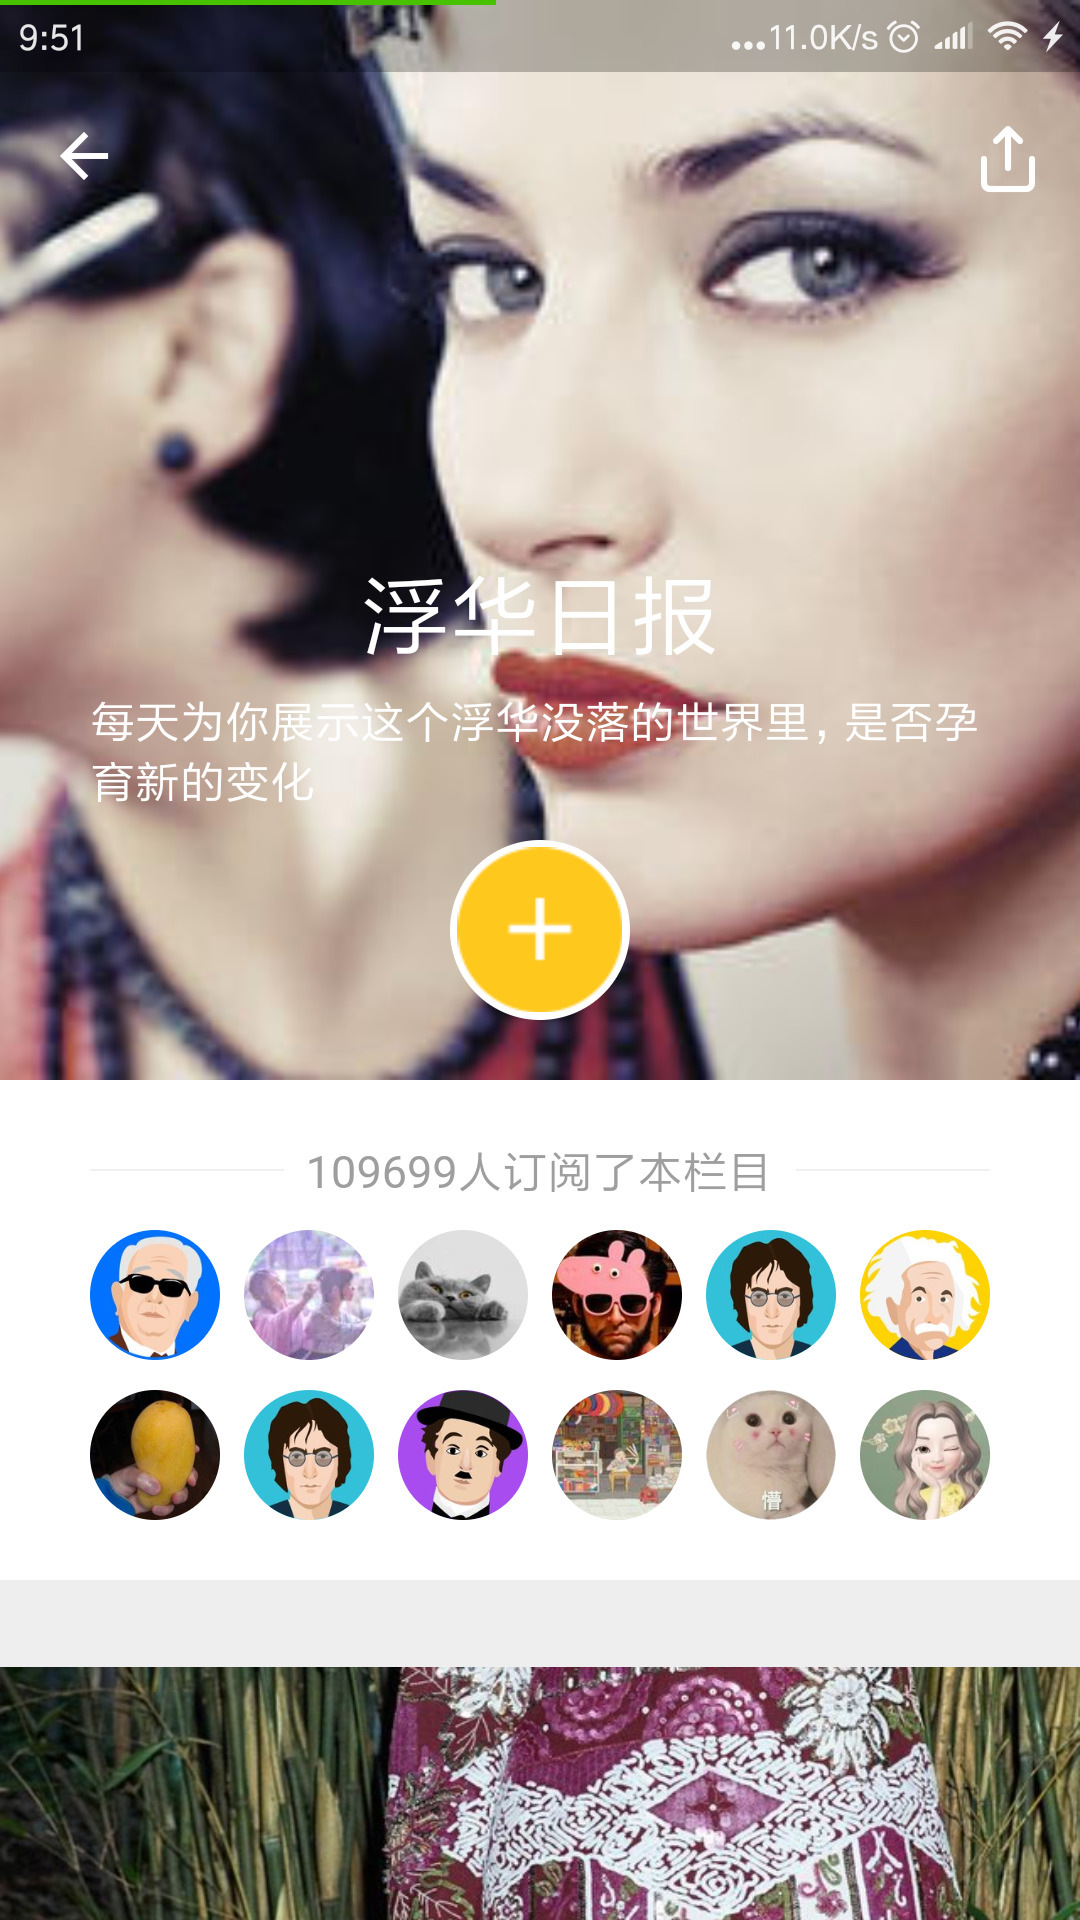 9:51
...11.0K/s
浮华日报
每天为你展示这个浮华没落的世界里，是否孕
育新的变化
109699人订阅了本栏目
懵